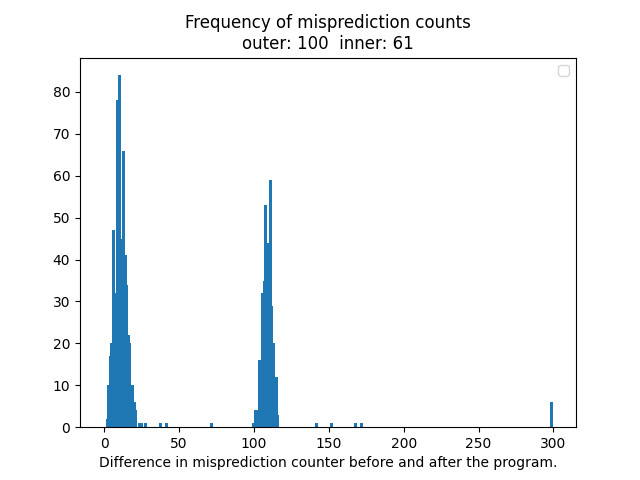 Frequency of misprediction counts
outer: 100  inner: 61
80
70
60
50
40
30
20
10
0
0 50 100 150 200 250 300
Difference in misprediction counter before and after the program.